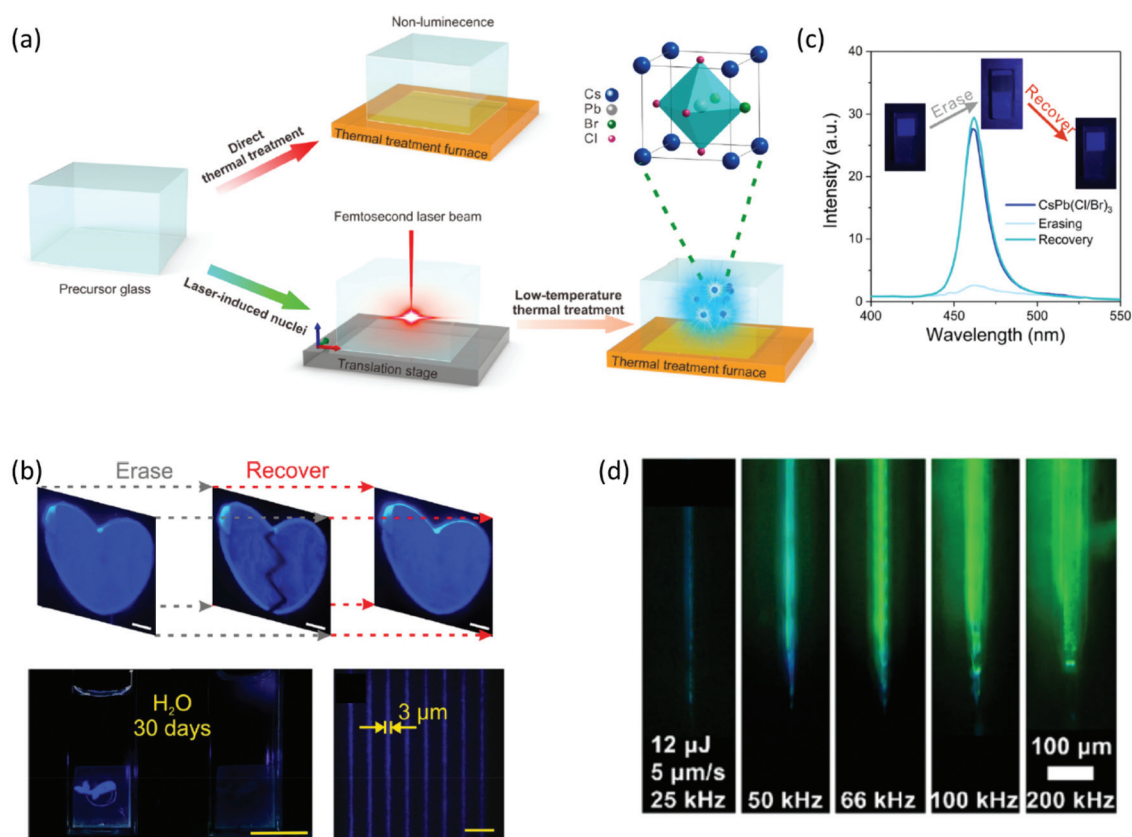 (a)
Non-luminecence
Thermal treatment furnace
Direct
thermal treatment
Precursor glass
Laser-induced nuclei
Femtosecond laser beam
Translation stage
Low-temperature
thermal treatment
Thermal treatment furnace
Cs
Pb
Br
Cl
(c)
Intensity (a.u.)
40
30
20
10
0
Erase
Recover
CsPb(Cl/Br)₃
Erasing
Recovery
400
450
500
550
Wavelength (nm)
(b)
Erase
Recover
H₂O
30 days
3 µm
(d)
12 µJ
5 µm/s
25 kHz
50 kHz
66 kHz
100 kHz
100 µm
200 kHz